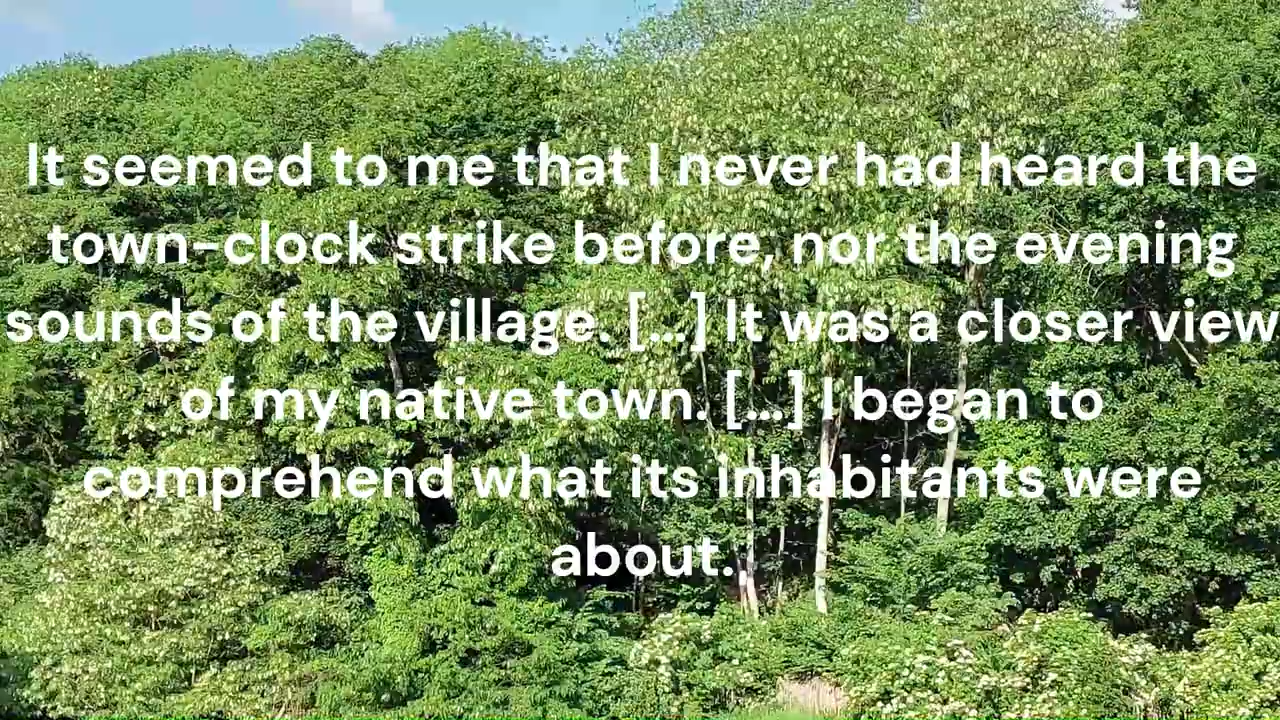 It seemed to me that I never had heard the
town-clock strike before, nor the evening
sounds of the village. [...] It was a closer view
of my native town. [...] I began to
comprehend what its inhabitants were
about.